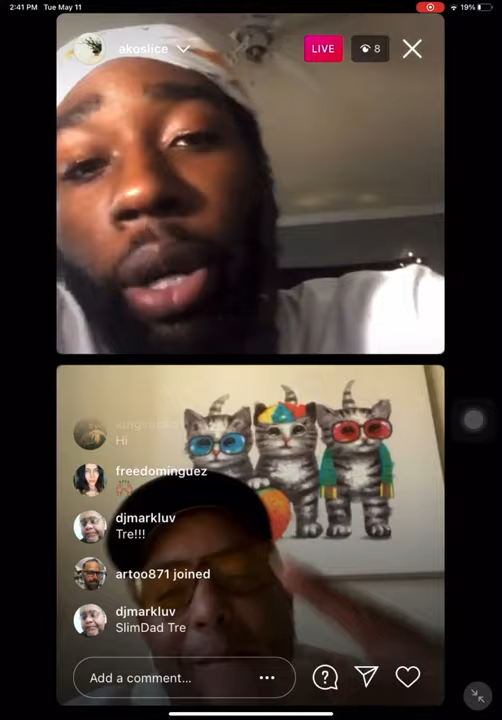 2:41 PM Tue May 11
19%
akoslice
LIVE
8
Hi
freedominguez
djmarkluv
Tre!!!
artoo871 joined
djmarkluv
SlimDad Tre
Add a comment...